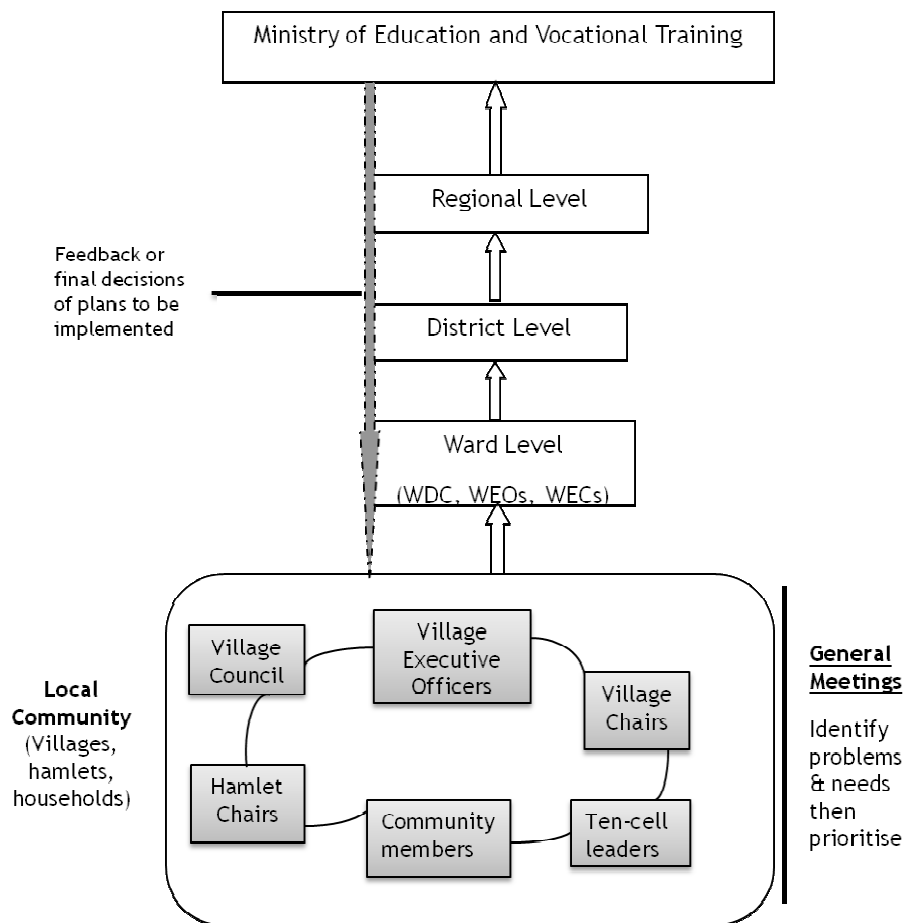 Ministry of Education and Vocational Training
Regional Level
Feedback or
final decisions
of plans to be
implemented
District Level
Ward Level
(WDC, WEOs, WECs)
Local
Community
(Villages,
hamlets,
households)
Village
Council
Village
Executive
Officers
Village
Chairs
Hamlet
Chairs
Community
members
Ten-cell
leaders
General
Meetings
Identify
problems
& needs
then
prioritise